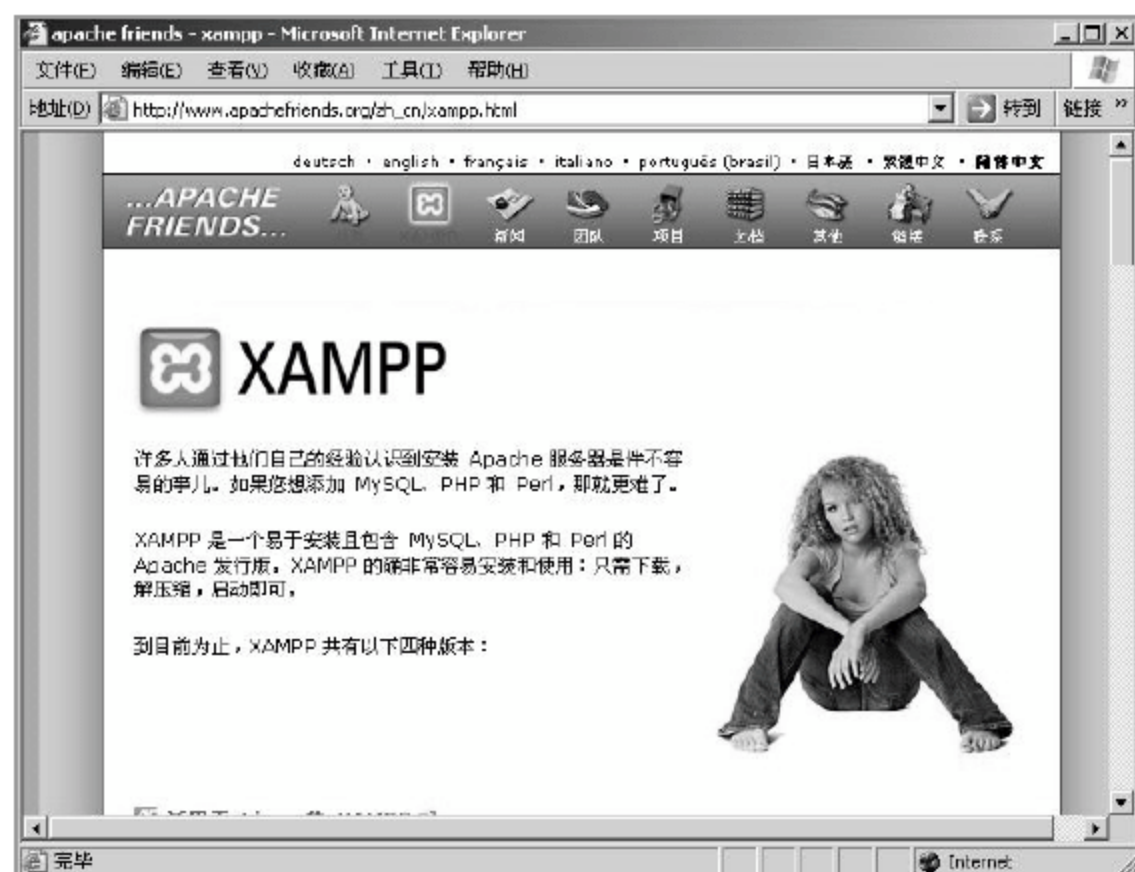 apache friends - xampp - Microsoft Internet Explorer
文件(F) 编辑(E) 查看(V) 收藏(A) 工具(T) 帮助(H)
地址(D) http://www.apachefriends.org/zh_cn/xampp.html 转到 链接 »
deutsch · english · français · italiano · português (brasil) · 日本語 · 繁體中文 · 简体中文
...APACHE
FRIENDS...
新闻 团队 项目 文档 其他 链接 联系
XAMPP
许多人通过他们自己的经验认识到安装 Apache 服务器是件不容
易的事儿。如果您想添加 MySQL、PHP 和 Perl，那就更难了。
XAMPP 是一个易于安装且包含 MySQL、PHP 和 Perl 的
Apache 发行版。XAMPP 的确非常容易安装和使用：只需下载，
解压缩，启动即可。
到目前为止，XAMPP 共有以下四种版本：
完毕 Internet